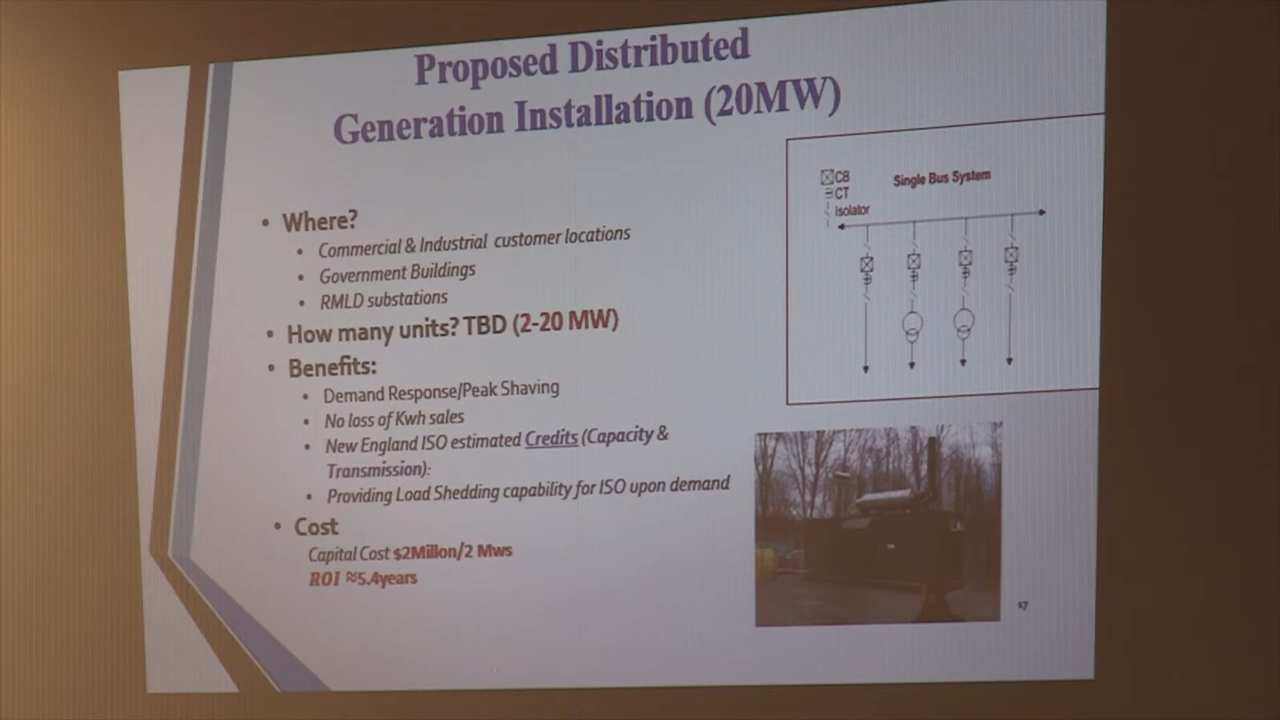 Proposed Distributed
Generation Installation (20MW)
• Where?
• Commercial & Industrial customer locations
• Government Buildings
• RMLD substations
• How many units? TBD (2-20 MW)
• Benefits:
• Demand Response/Peak Shaving
• No loss of Kwh sales
• New England ISO estimated Credits (Capacity &
Transmission):
• Providing Load Shedding capability for ISO upon demand
• Cost
Capital Cost $2Millon/2 Mws
ROI ≈5.4years
CB
CT
Isolator
Single Bus System
17